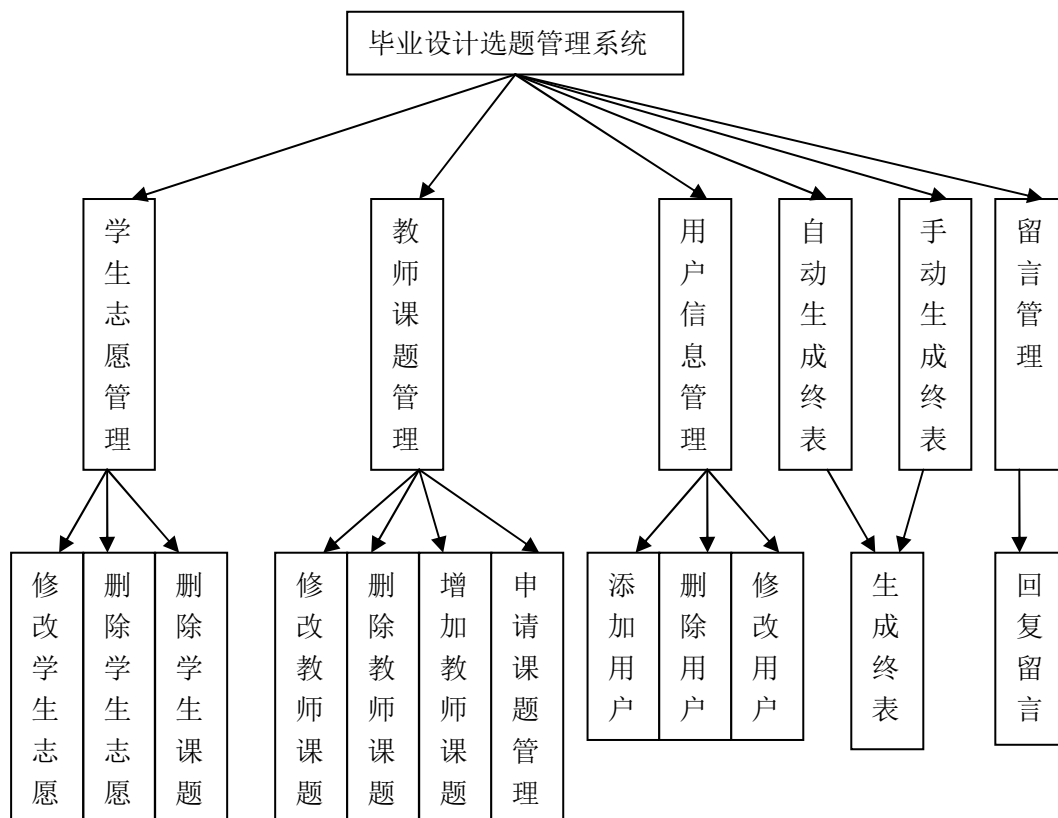 毕业设计选题管理系统
学生志愿管理
教师课题管理
用户信息管理
自动生成终表
手动生成终表
留言管理
修改学生志愿
删除学生志愿
删除学生课题
修改教师课题
删除教师课题
增加教师课题
申请课题管理
添加用户
删除用户
修改用户
生成终表
回复留言